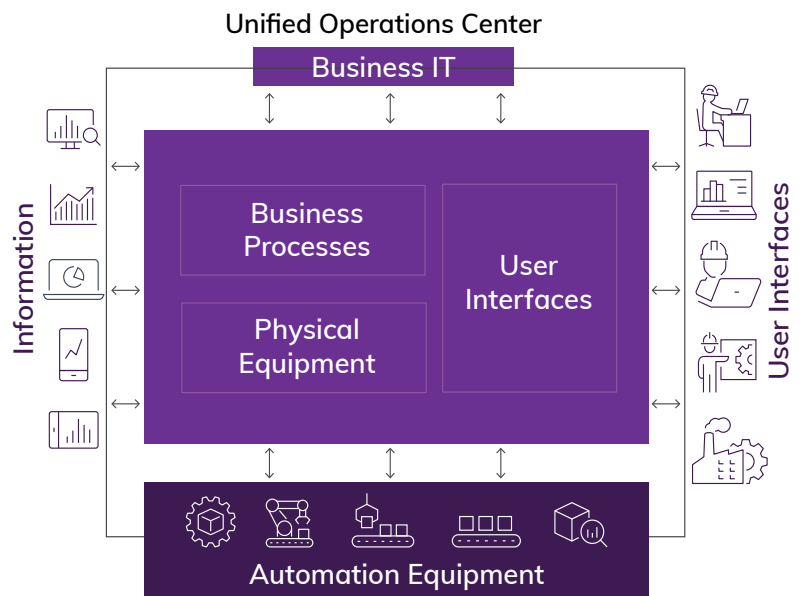 Unified Operations Center
Business IT
Information
Business
Processes
Physical
Equipment
User
Interfaces
User Interfaces
Automation Equipment